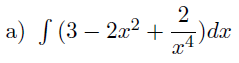 a) ∫ (3 − 2x² + 2/x⁴)dx